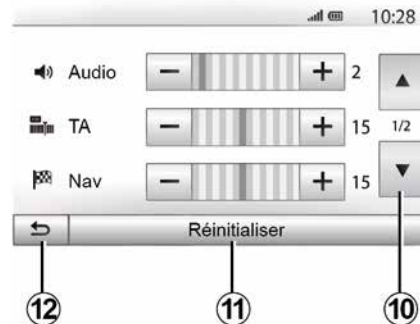 10:28
Audio − + 2
TA − + 15 1/2
Nav − + 15
Réinitialiser
12 11 10